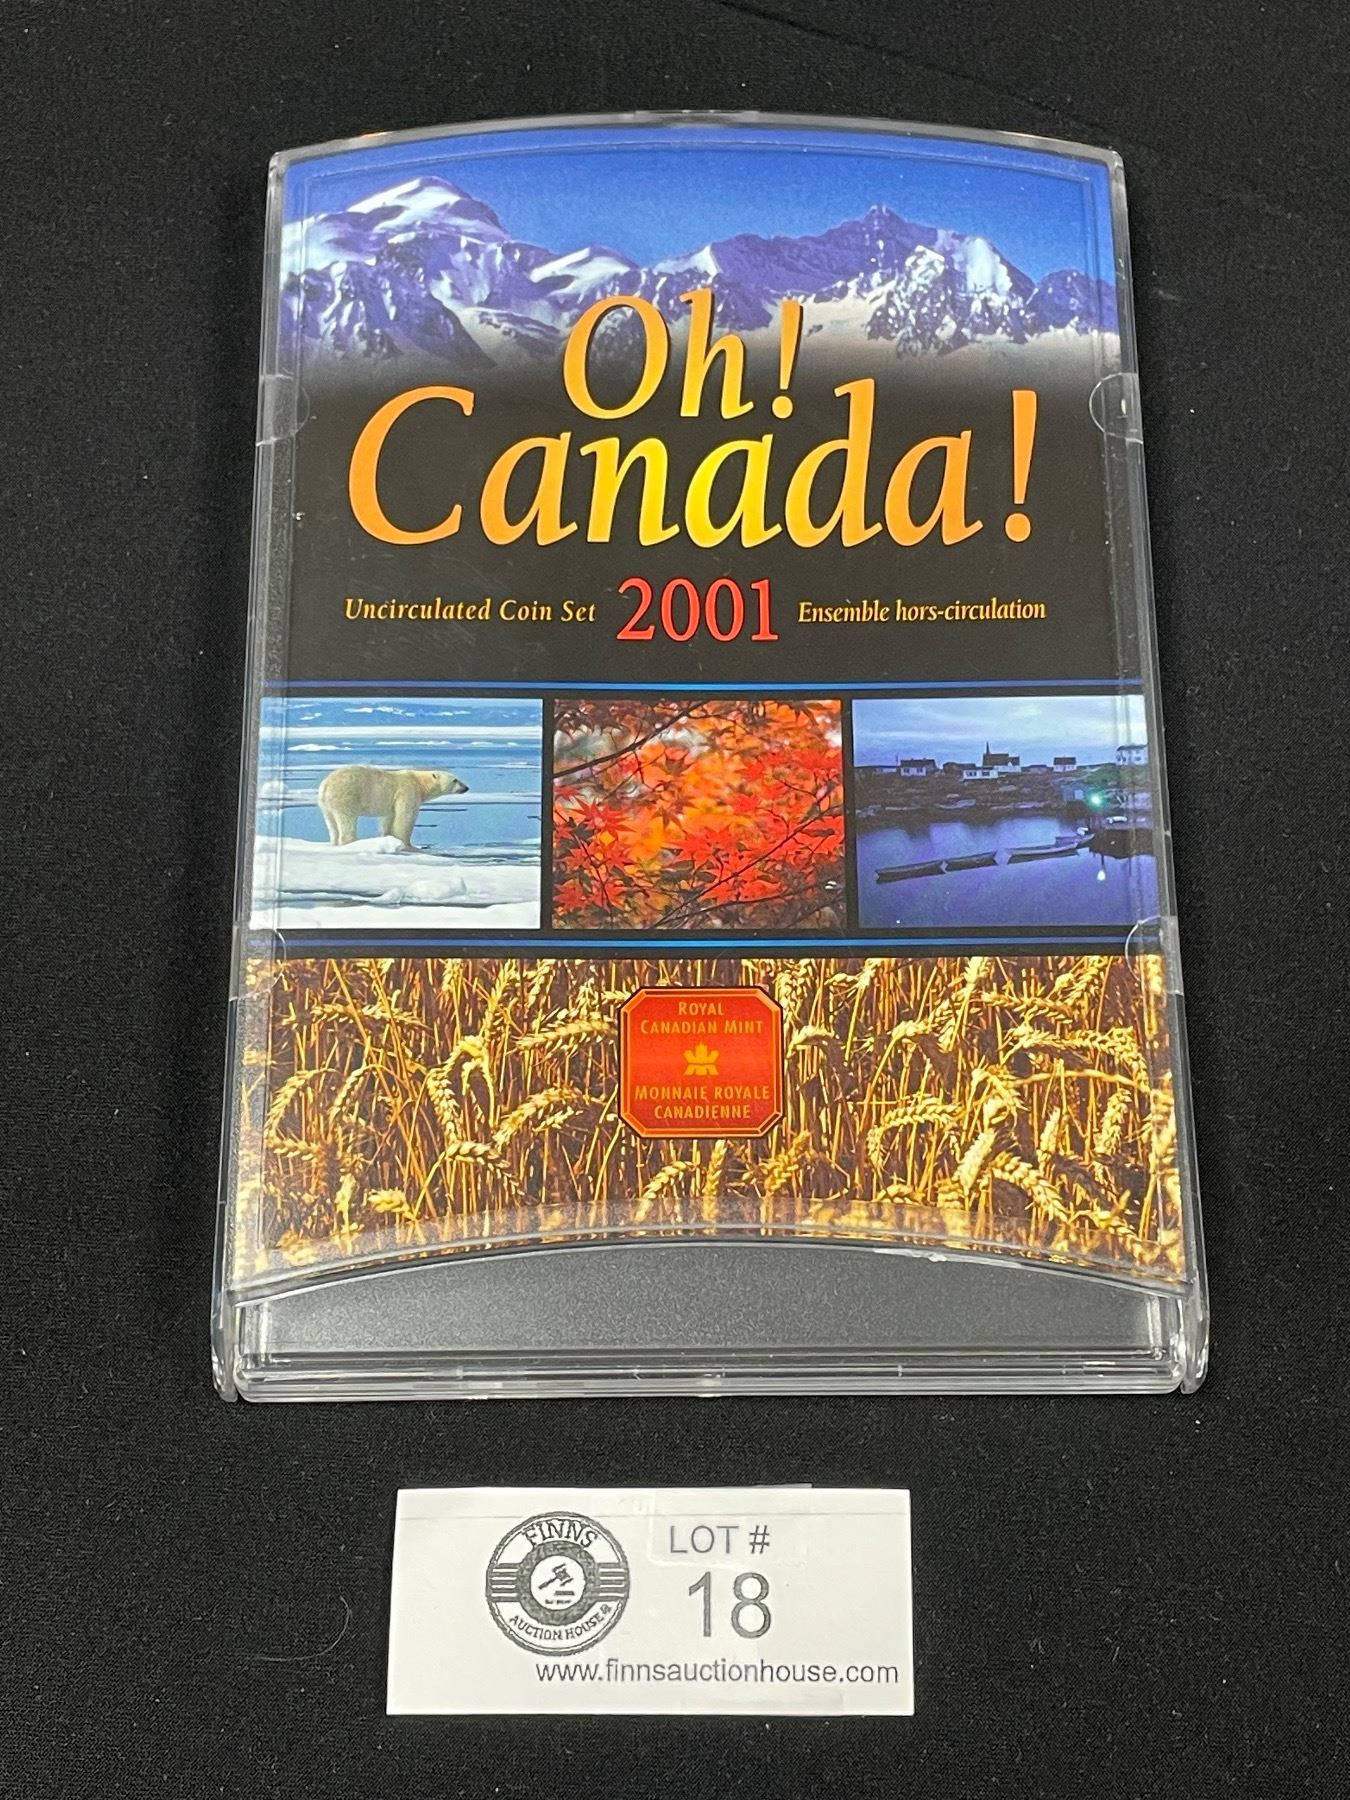 Oh!
Canada!
Uncirculated Coin Set 2001 Ensemble hors-circulation
ROYAL
CANADIAN MINT
MONNAIE ROYALE
CANADIENNE
FINNS
AUCTION HOUSE
LOT #
18
www.finnsauctionhouse.com